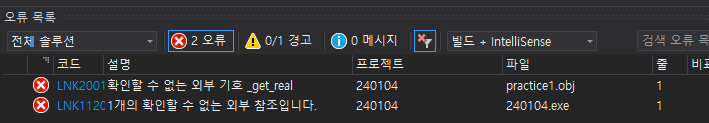 오류 목록
전체 솔루션 2 오류 0/1 경고 0 메시지 빌드 + IntelliSense 검색 오류 목
코드 설명 프로젝트 파일 줄 비표
LNK2001 확인할 수 없는 외부 기호 _get_real 240104 practice1.obj 1
LNK1120 1개의 확인할 수 없는 외부 참조입니다. 240104 240104.exe 1